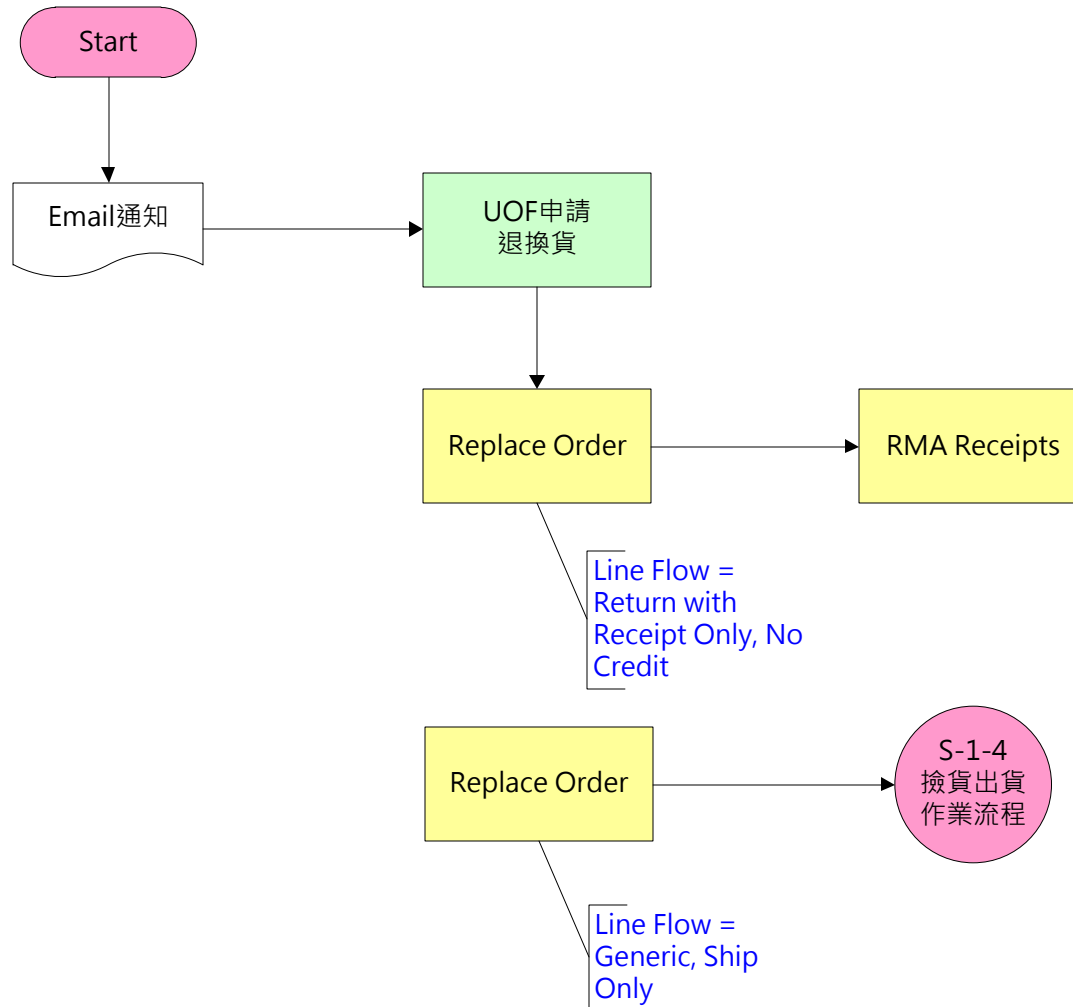 Start
Email通知
UOF申請
退換貨
Replace Order
RMA Receipts
Line Flow =
Return with
Receipt Only, No
Credit
Replace Order
S-1-4
撿貨出貨
作業流程
Line Flow =
Generic, Ship
Only